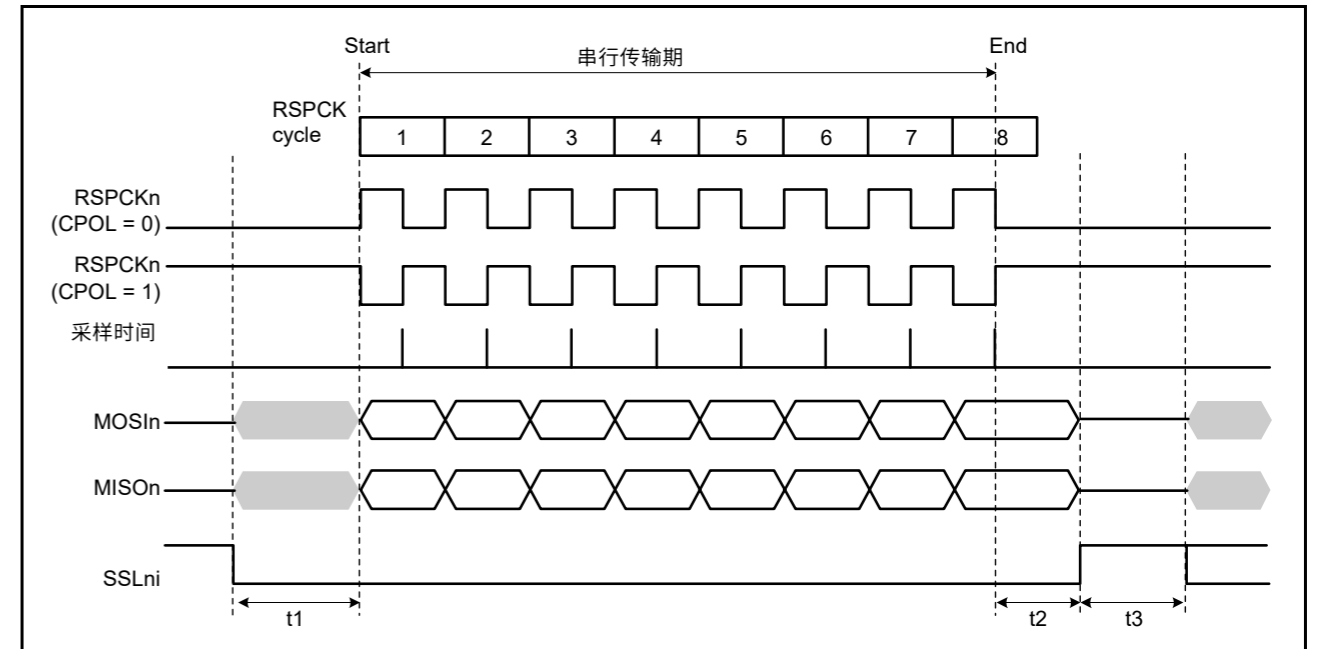 Start
串行传输期
End
RSPCK
cycle
1 2 3 4 5 6 7 8
RSPCKn
(CPOL = 0)
RSPCKn
(CPOL = 1)
采样时间
MOSIn
MISOn
SSLni
t1
t2
t3